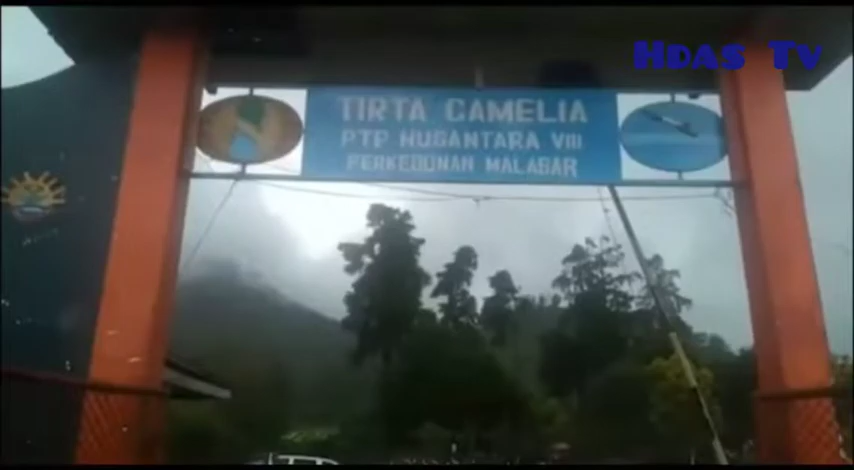 HDAS TV
TIRTA CAMELIA
PTP NUSANTARA VIII
PERKEBUNAN MALABAR